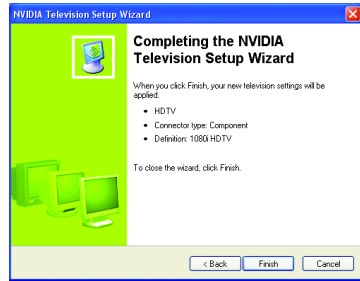 NVIDIA Television Setup Wizard
Completing the NVIDIA
Television Setup Wizard
When you click Finish, your new television settings will be
applied.
• HDTV
• Connector type: Component
• Definition: 1080i HDTV
To close the wizard, click Finish.
< Back
Finish
Cancel